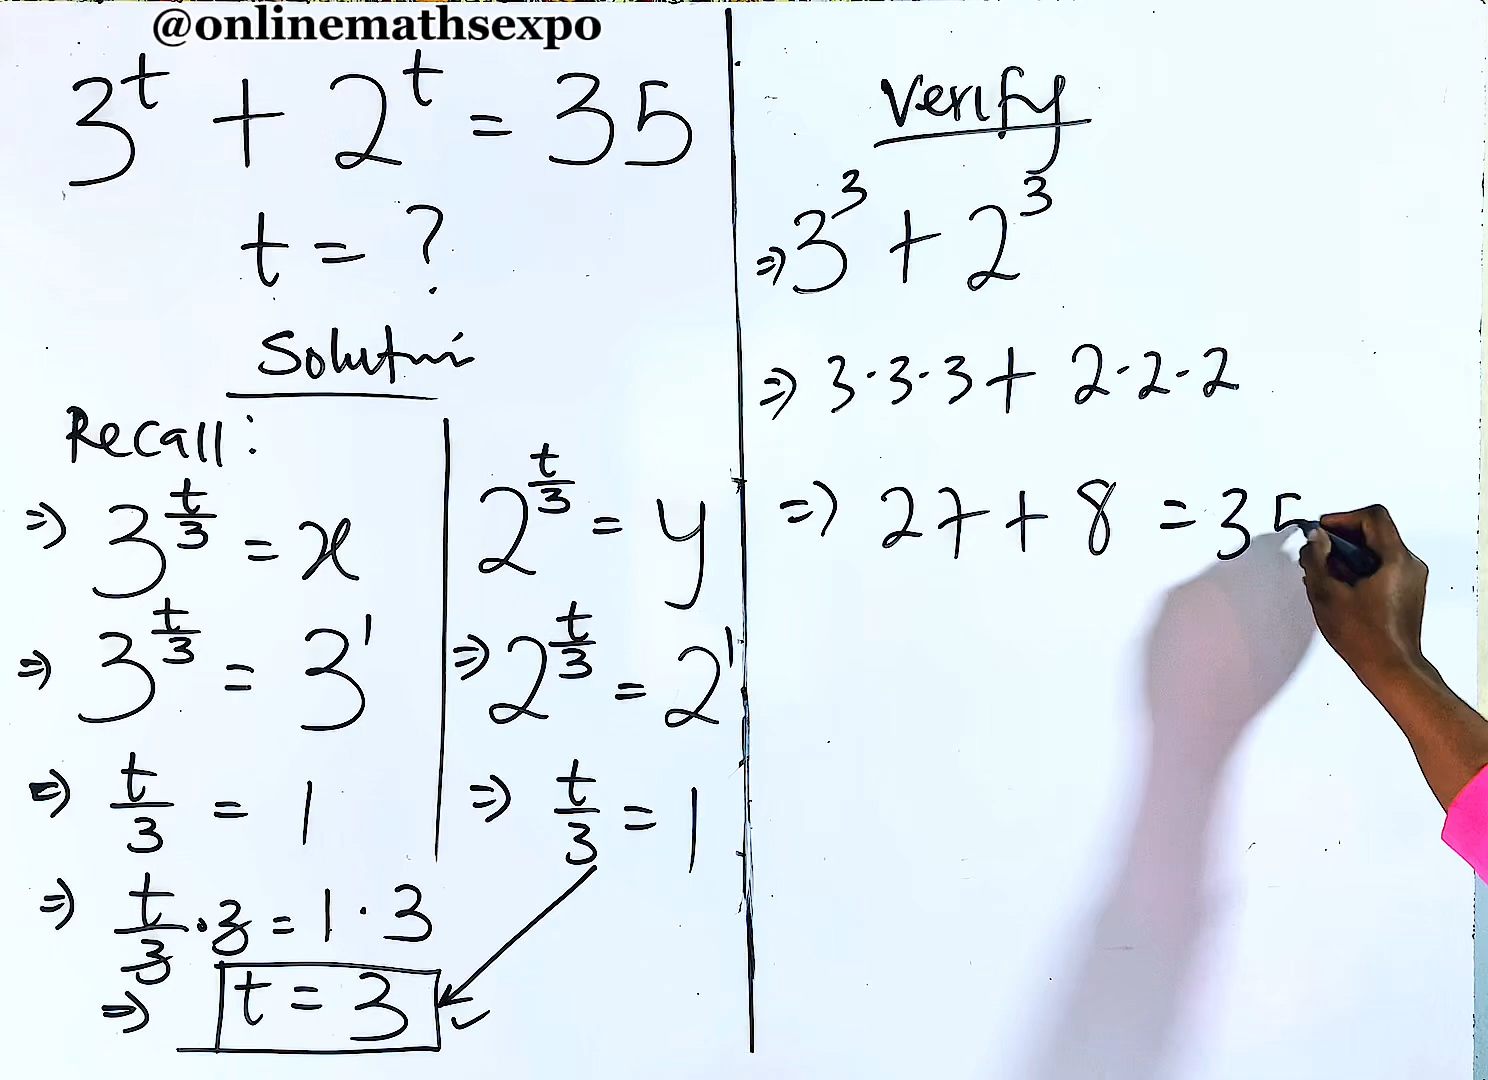 @onlinemathsexpo
3^t + 2^t = 35
t = ?
Solutni
Recall:
⇒ 3^(t/3) = x
⇒ 3^(t/3) = 3^1
⇒ t/3 = 1
⇒ t/3 · 3 = 1 · 3
⇒ t = 3
2^(t/3) = y
⇒ 2^(t/3) = 2^1
⇒ t/3 = 1
Verify
⇒ 3^3 + 2^3
⇒ 3·3·3 + 2·2·2
⇒ 27 + 8 = 35